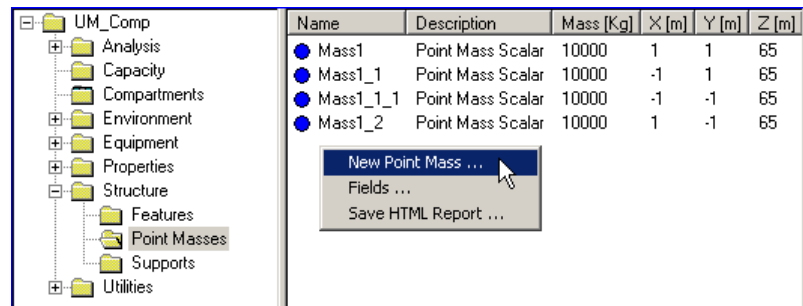 UM_Comp
Analysis
Capacity
Compartments
Environment
Equipment
Properties
Structure
Features
Point Masses
Supports
Utilities
Name Description Mass [Kg] X [m] Y [m] Z [m]
Mass1 Point Mass Scalar 10000 1 1 65
Mass1_1 Point Mass Scalar 10000 -1 1 65
Mass1_1_1 Point Mass Scalar 10000 -1 -1 65
Mass1_2 Point Mass Scalar 10000 1 -1 65
New Point Mass ...
Fields ...
Save HTML Report ...